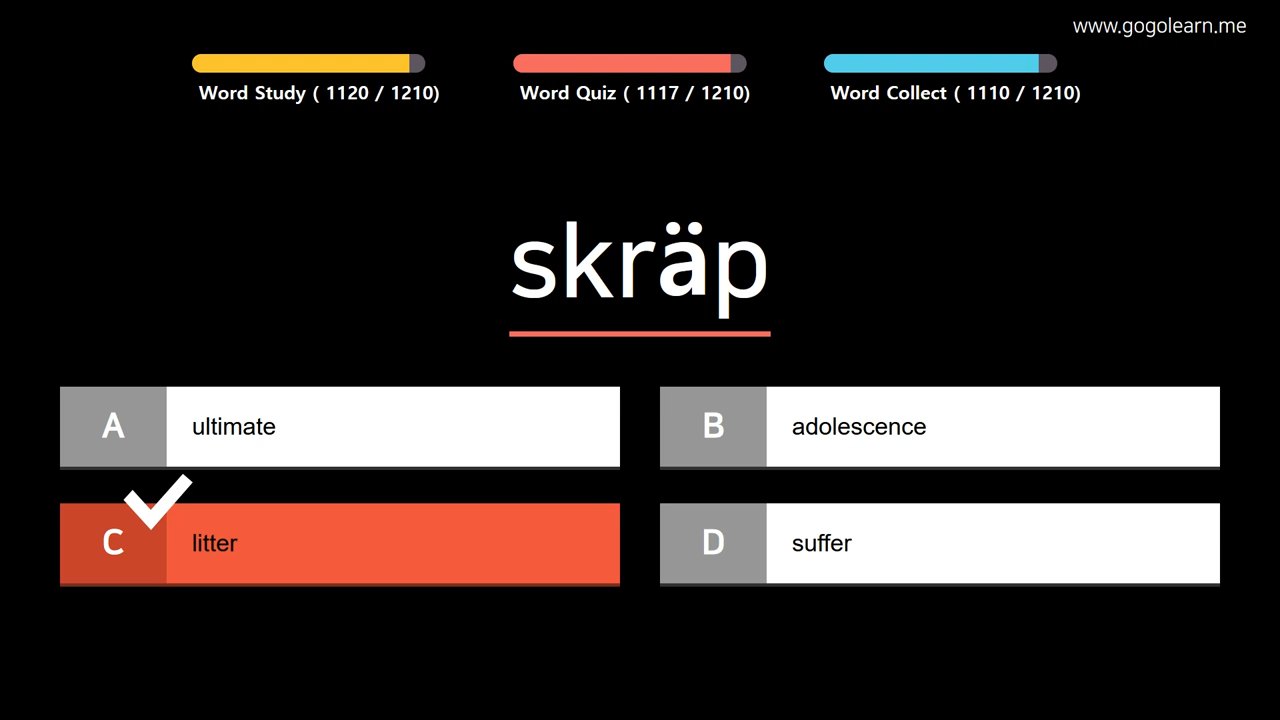 www.gogolearn.me
Word Study ( 1120 / 1210)
Word Quiz ( 1117 / 1210)
Word Collect ( 1110 / 1210)
skräp
A ultimate
B adolescence
C litter
D suffer